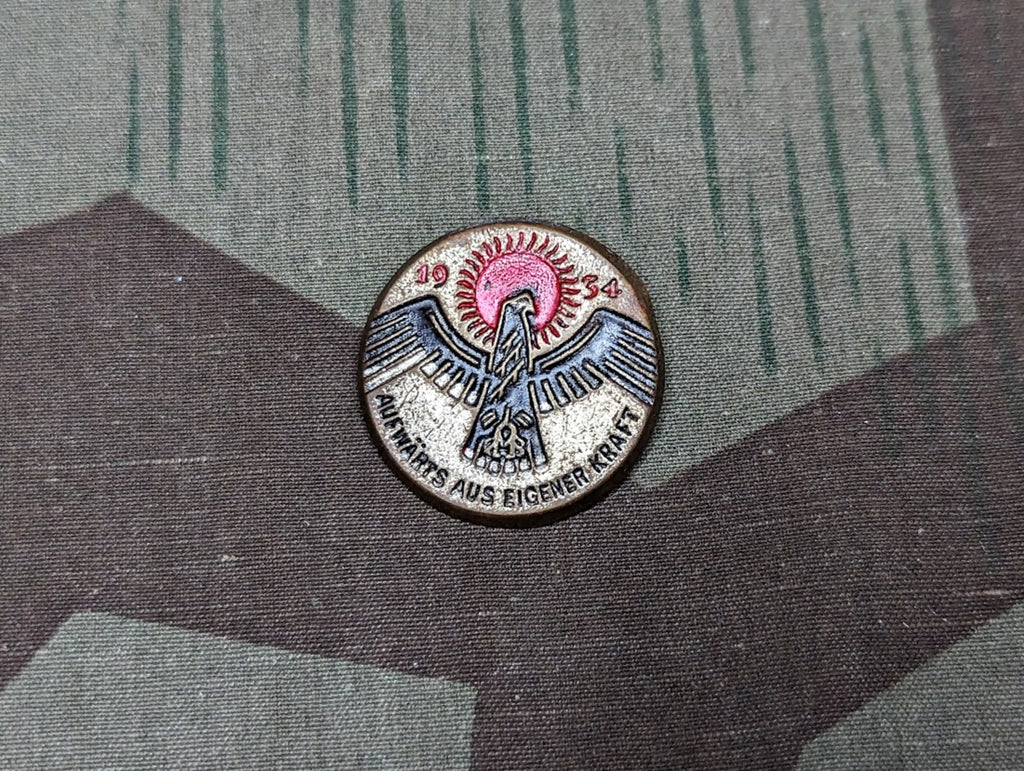 19 34
AUFWÄRTS AUS EIGENER KRAFT